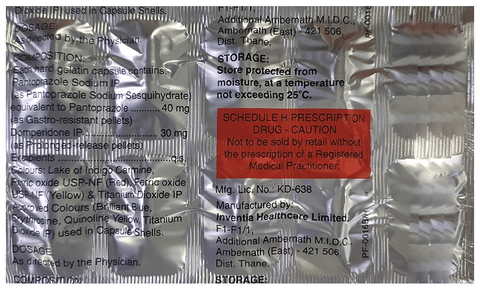 Dioxide IP) used in Capsule Shells.
DOSAGE:
As directed by the Physician.
COMPOSITION:
Each hard gelatin capsule contains:
Pantoprazole Sodium IP
(as Pantoprazole Sodium Sesquihydrate)
equivalent to Pantoprazole .......... 40 mg
(as Gastro-resistant pellets)
Domperidone IP ........................ 30 mg
(as Prolonged-release pellets)
Excipients ................................ q.s.
Colours: Lake of Indigo Carmine,
Ferric oxide USP-NF (Red), Ferric oxide
USP-NF (Yellow) & Titanium Dioxide IP
Approved Colours (Brilliant Blue,
Erythrosine, Quinoline Yellow, Titanium
Dioxide IP) used in Capsule Shells.
DOSAGE:
As directed by the Physician.
COMPOSITION:
F1-F1/1,
Additional Ambernath M.I.D.C.,
Ambernath (East) - 421 506,
Dist. Thane.
STORAGE:
Store protected from
moisture, at a temperature
not exceeding 25°C.
SCHEDULE H PRESCRIPTION
DRUG - CAUTION
Not to be sold by retail without
the prescription of a Registered
Medical Practitioner.
Mfg. Lic. No.: KD-638
Manufactured by:
Inventia Healthcare Limited,
F1-F1/1,
Additional Ambernath M.I.D.C.,
Ambernath (East) - 421 506,
Dist. Thane.
STORAGE: